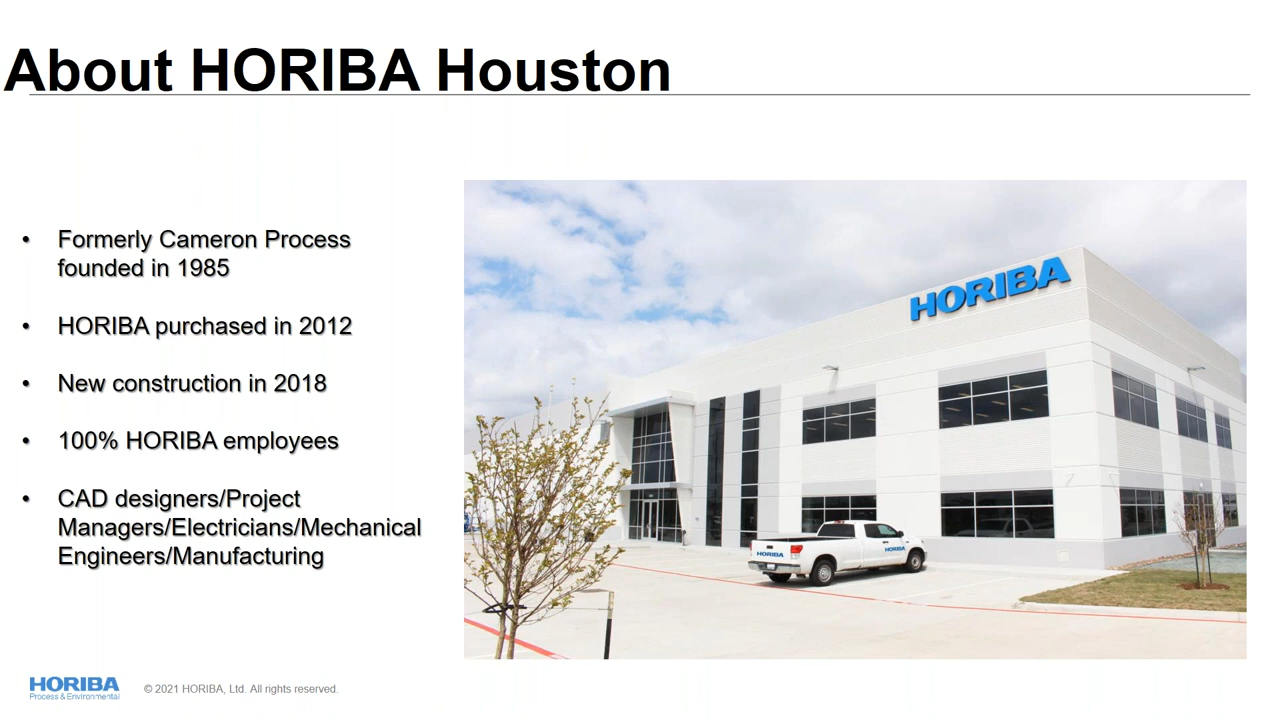 About HORIBA Houston
• Formerly Cameron Process
founded in 1985
• HORIBA purchased in 2012
• New construction in 2018
• 100% HORIBA employees
• CAD designers/Project
Managers/Electricians/Mechanical
Engineers/Manufacturing
HORIBA
HORIBA
HORIBA
HORIBA
Process & Environmental
© 2021 HORIBA, Ltd. All rights reserved.